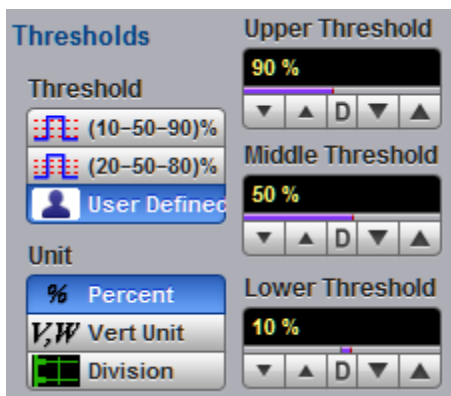 Thresholds
Threshold
(10-50-90)%
(20-50-80)%
User Defined
Unit
% Percent
V,W Vert Unit
Division
Upper Threshold
90 %
D
Middle Threshold
50 %
D
Lower Threshold
10 %
D